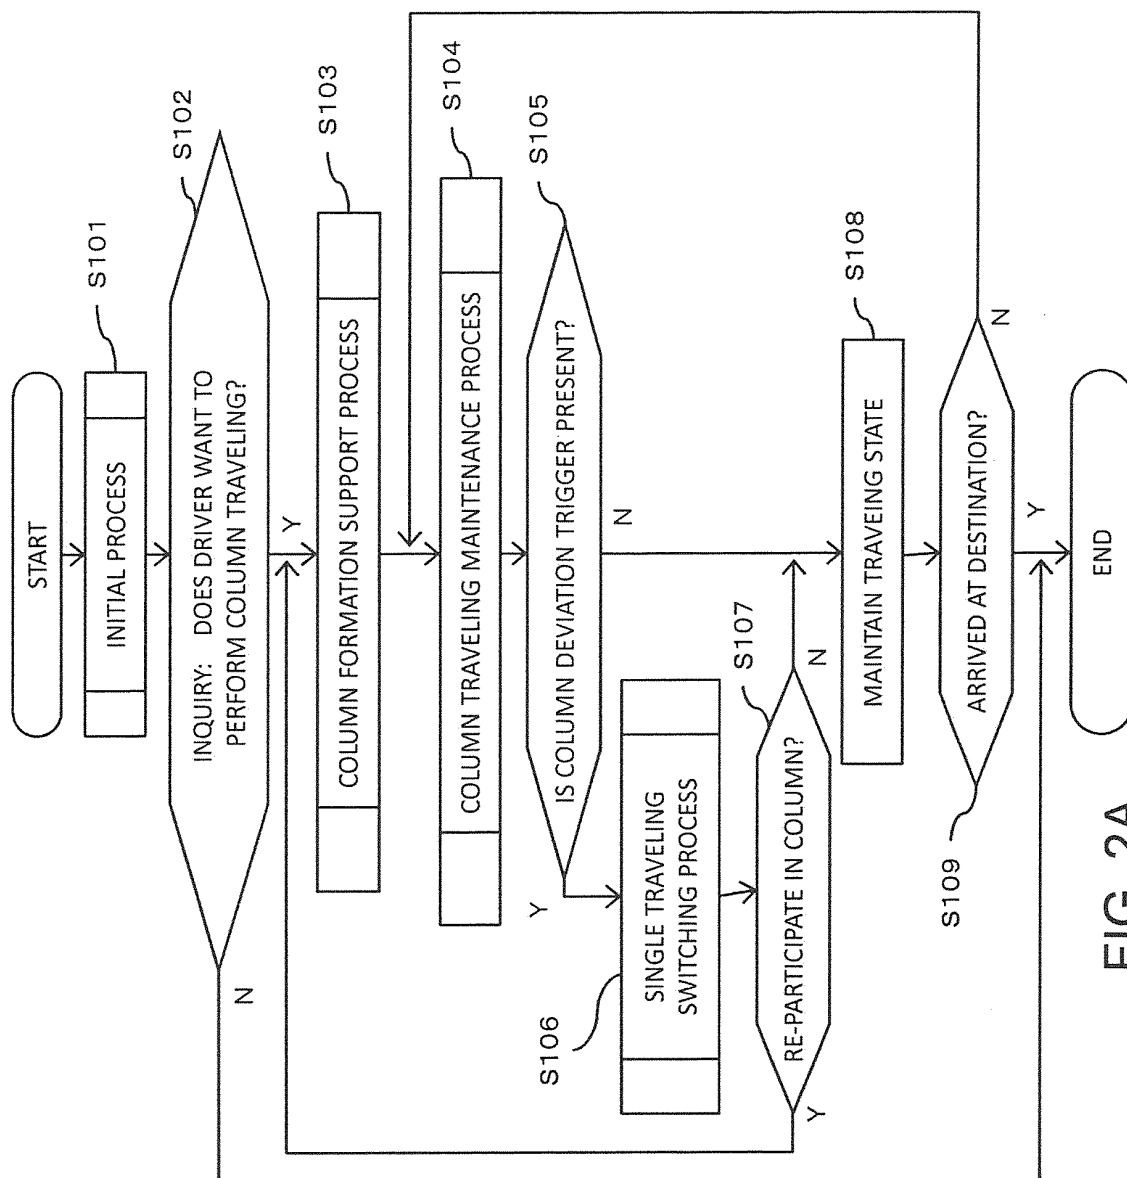 START
INITIAL PROCESS
S101
INQUIRY: DOES DRIVER WANT TO
PERFORM COLUMN TRAVELING?
S102
N
Y
COLUMN FORMATION SUPPORT PROCESS
S103
COLUMN TRAVELING MAINTENANCE PROCESS
S104
IS COLUMN DEVIATION TRIGGER PRESENT?
S105
Y
N
SINGLE TRAVELING
SWITCHING PROCESS
S106
RE-PARTICIPATE IN COLUMN?
S107
Y
N
MAINTAIN TRAVEING STATE
S108
ARRIVED AT DESTINATION?
S109
N
Y
END
FIG. 2A